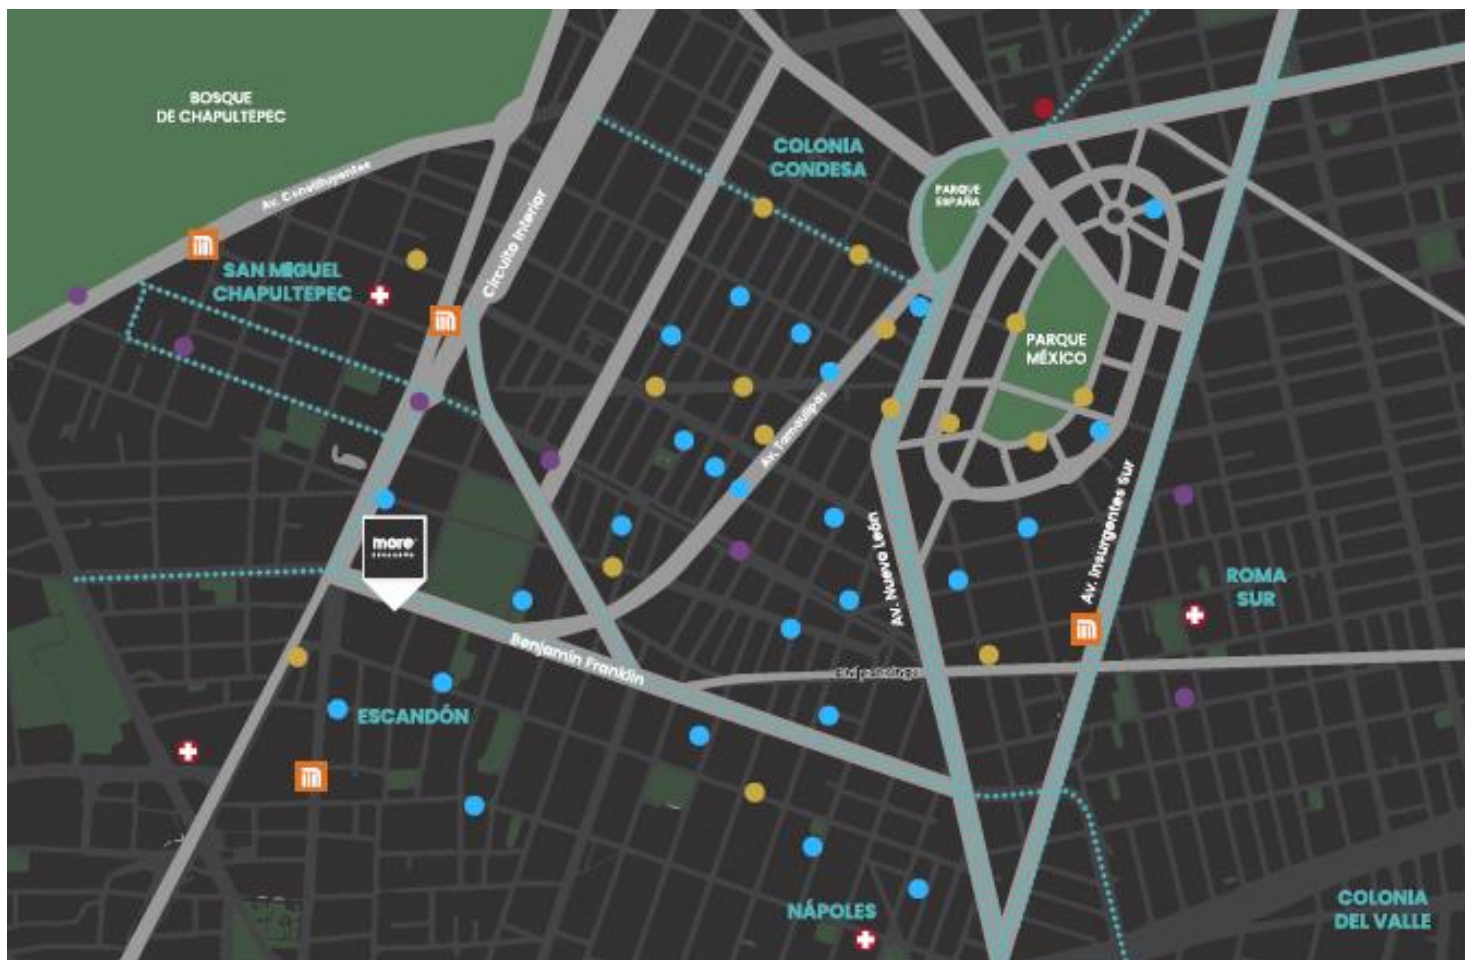 BOSQUE
DE CHAPULTEPEC
Av. Constituyentes
SAN MIGUEL
CHAPULTEPEC
Circuito Interior
COLONIA
CONDESA
PARQUE
ESPAÑA
PARQUE
MÉXICO
Av. Tamaulipas
more
Av. Nuevo León
Av. Insurgentes Sur
ROMA
SUR
Benjamín Franklin
ESCANDÓN
NÁPOLES
COLONIA
DEL VALLE